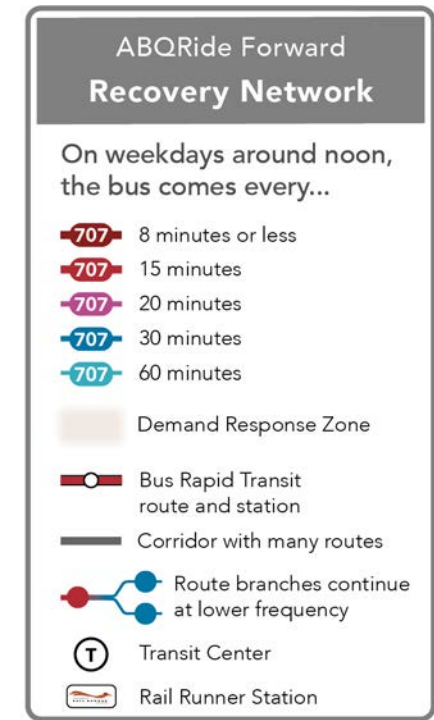 ABQRide Forward
Recovery Network
On weekdays around noon,
the bus comes every...
707 8 minutes or less
707 15 minutes
707 20 minutes
707 30 minutes
707 60 minutes
Demand Response Zone
Bus Rapid Transit
route and station
Corridor with many routes
Route branches continue
at lower frequency
T Transit Center
Rail Runner Station